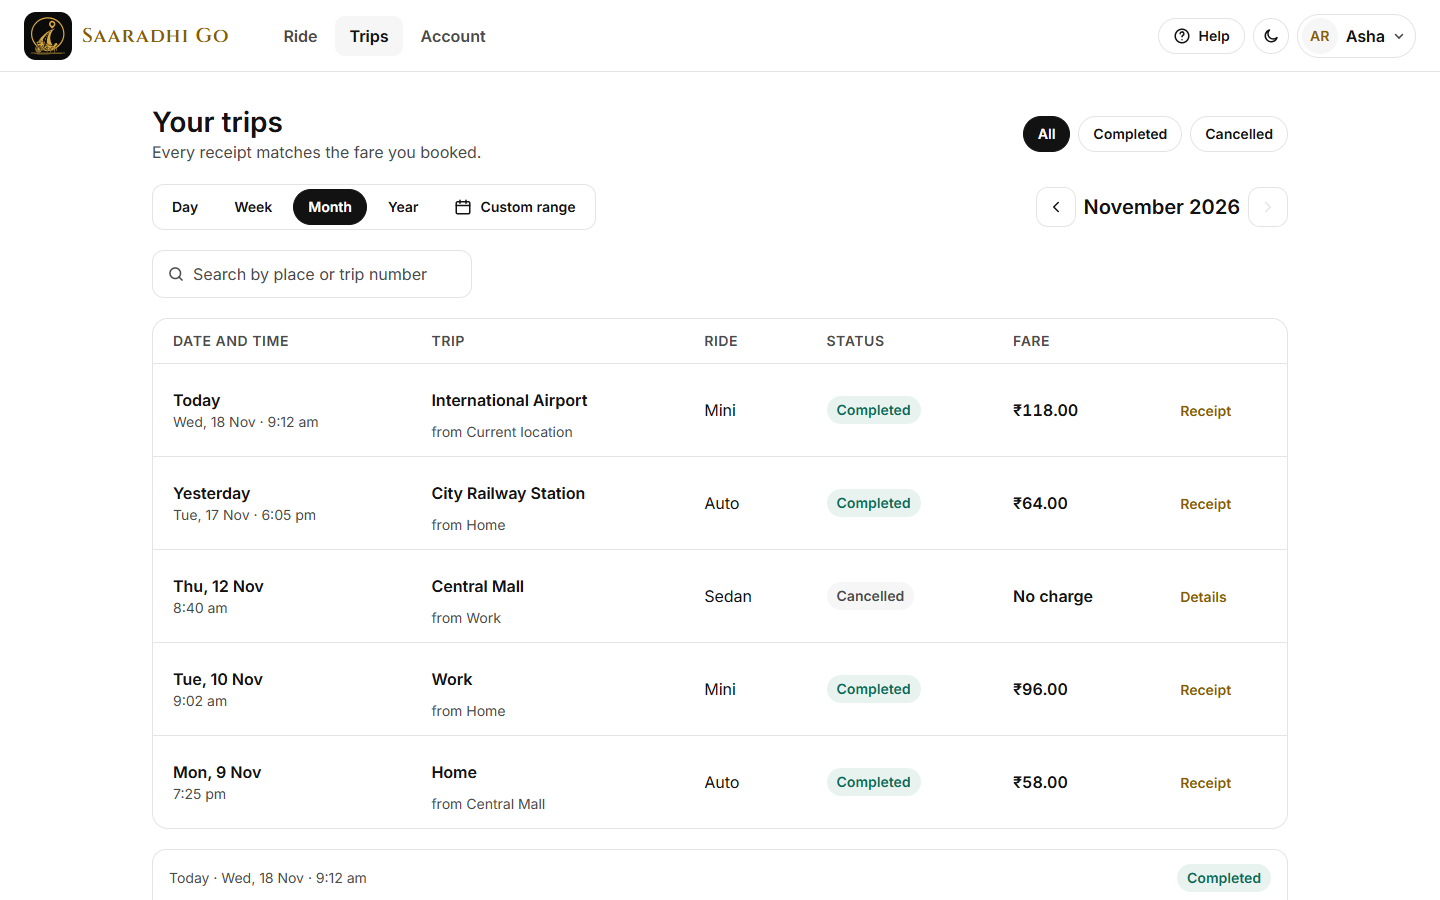 SAARADHI GO
Ride Trips Account
Help
AR Asha
Your trips
Every receipt matches the fare you booked.
All Completed Cancelled
Day Week Month Year Custom range
November 2026
Search by place or trip number
DATE AND TIME TRIP RIDE STATUS FARE
Today
Wed, 18 Nov · 9:12 am
International Airport
from Current location
Mini
Completed
₹118.00
Receipt
Yesterday
Tue, 17 Nov · 6:05 pm
City Railway Station
from Home
Auto
Completed
₹64.00
Receipt
Thu, 12 Nov
8:40 am
Central Mall
from Work
Sedan
Cancelled
No charge
Details
Tue, 10 Nov
9:02 am
Work
from Home
Mini
Completed
₹96.00
Receipt
Mon, 9 Nov
7:25 pm
Home
from Central Mall
Auto
Completed
₹58.00
Receipt
Today · Wed, 18 Nov · 9:12 am
Completed